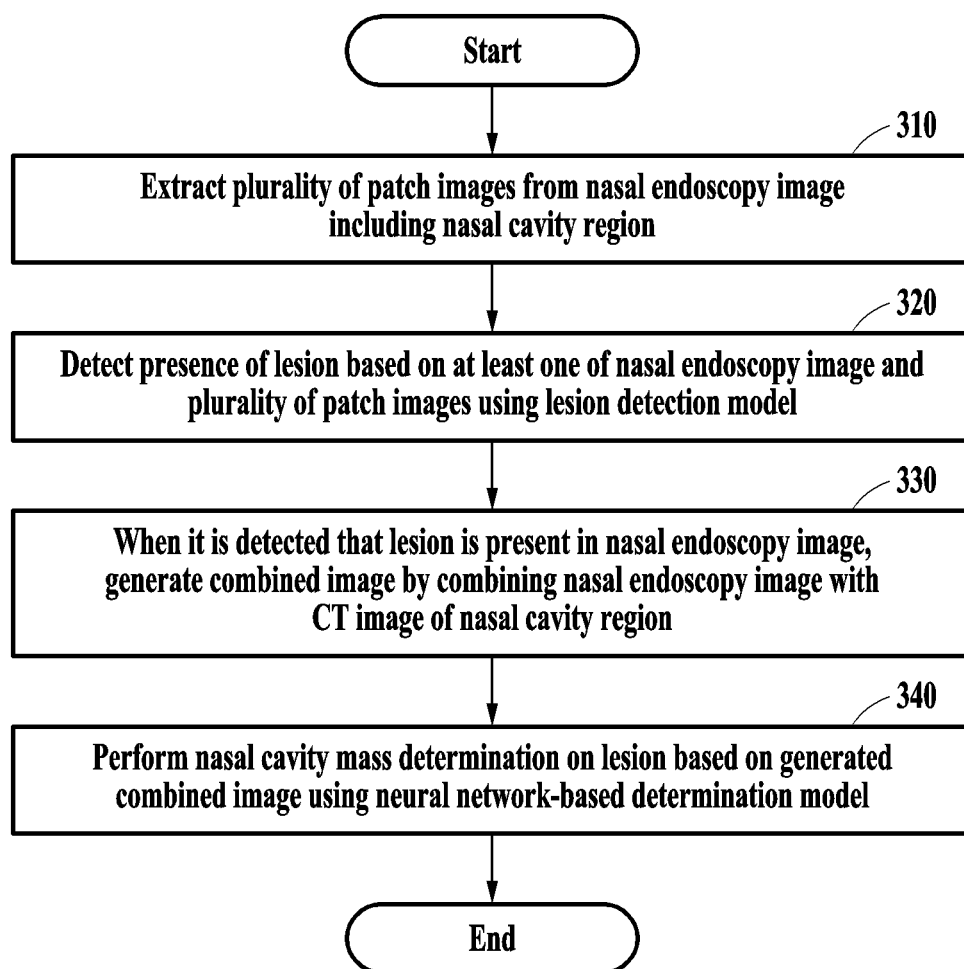 Start
310
Extract plurality of patch images from nasal endoscopy image
including nasal cavity region
320
Detect presence of lesion based on at least one of nasal endoscopy image and
plurality of patch images using lesion detection model
330
When it is detected that lesion is present in nasal endoscopy image,
generate combined image by combining nasal endoscopy image with
CT image of nasal cavity region
340
Perform nasal cavity mass determination on lesion based on generated
combined image using neural network-based determination model
End